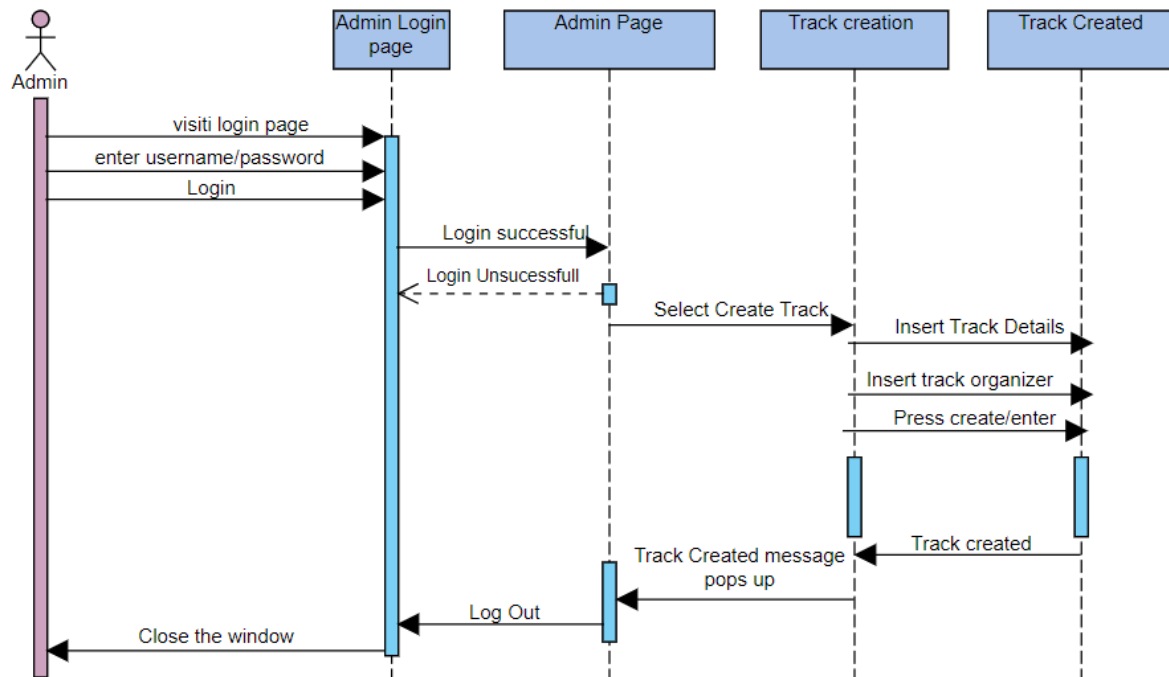 Admin Login
page
Admin Page
Track creation
Track Created
Admin
visiti login page
enter username/password
Login
Login successful
Login Unsucessfull
Select Create Track
Insert Track Details
Insert track organizer
Press create/enter
Track created
Track Created message
pops up
Log Out
Close the window